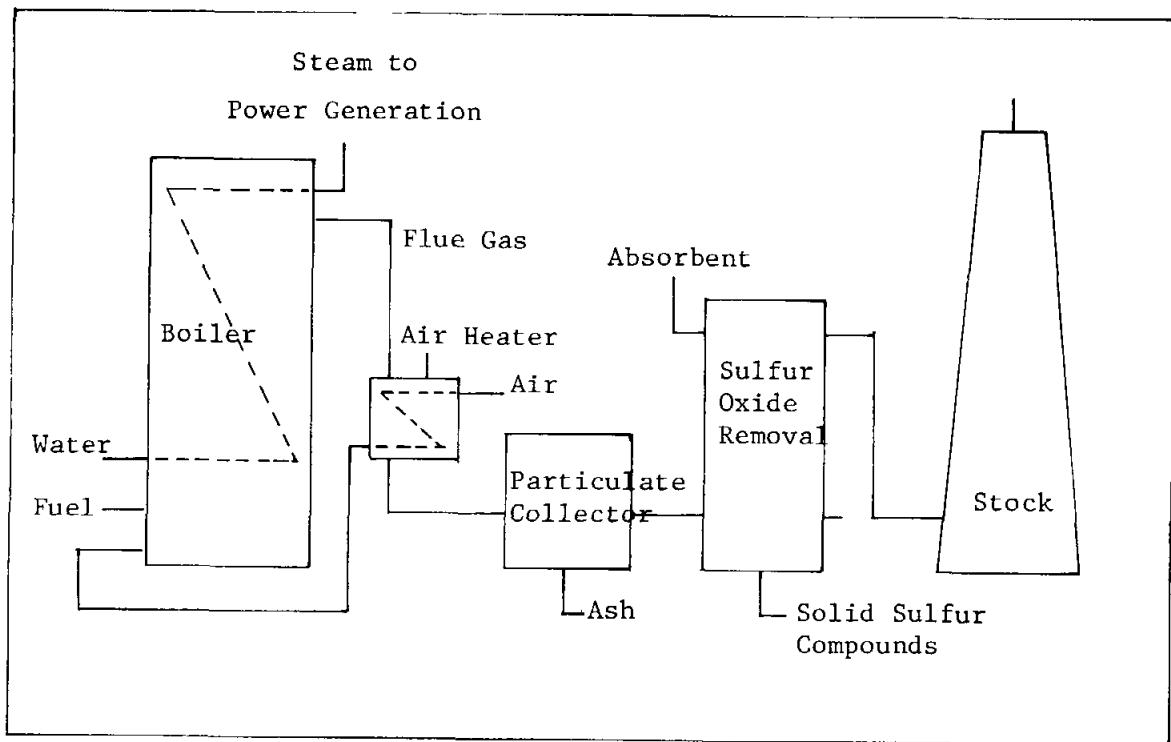 Steam to
Power Generation
Flue Gas
Absorbent
Boiler
Air Heater
Air
Sulfur
Oxide
Removal
Water
Particulate
Collector
Fuel
Stock
Ash
Solid Sulfur
Compounds